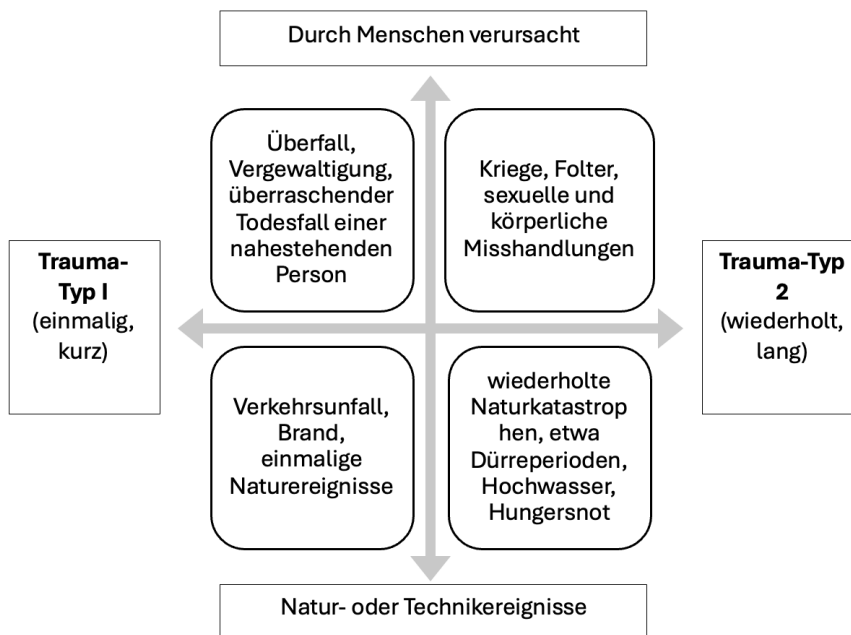 Durch Menschen verursacht
Überfall,
Vergewaltigung,
überraschender
Todesfall einer
nahestehenden
Person
Kriege, Folter,
sexuelle und
körperliche
Misshandlungen
Trauma-
Typ I
(einmalig,
kurz)
Trauma-Typ
2
(wiederholt,
lang)
Verkehrsunfall,
Brand,
einmalige
Naturereignisse
wiederholte
Naturkatastrop
hen, etwa
Dürreperioden,
Hochwasser,
Hungersnot
Natur- oder Technikereignisse